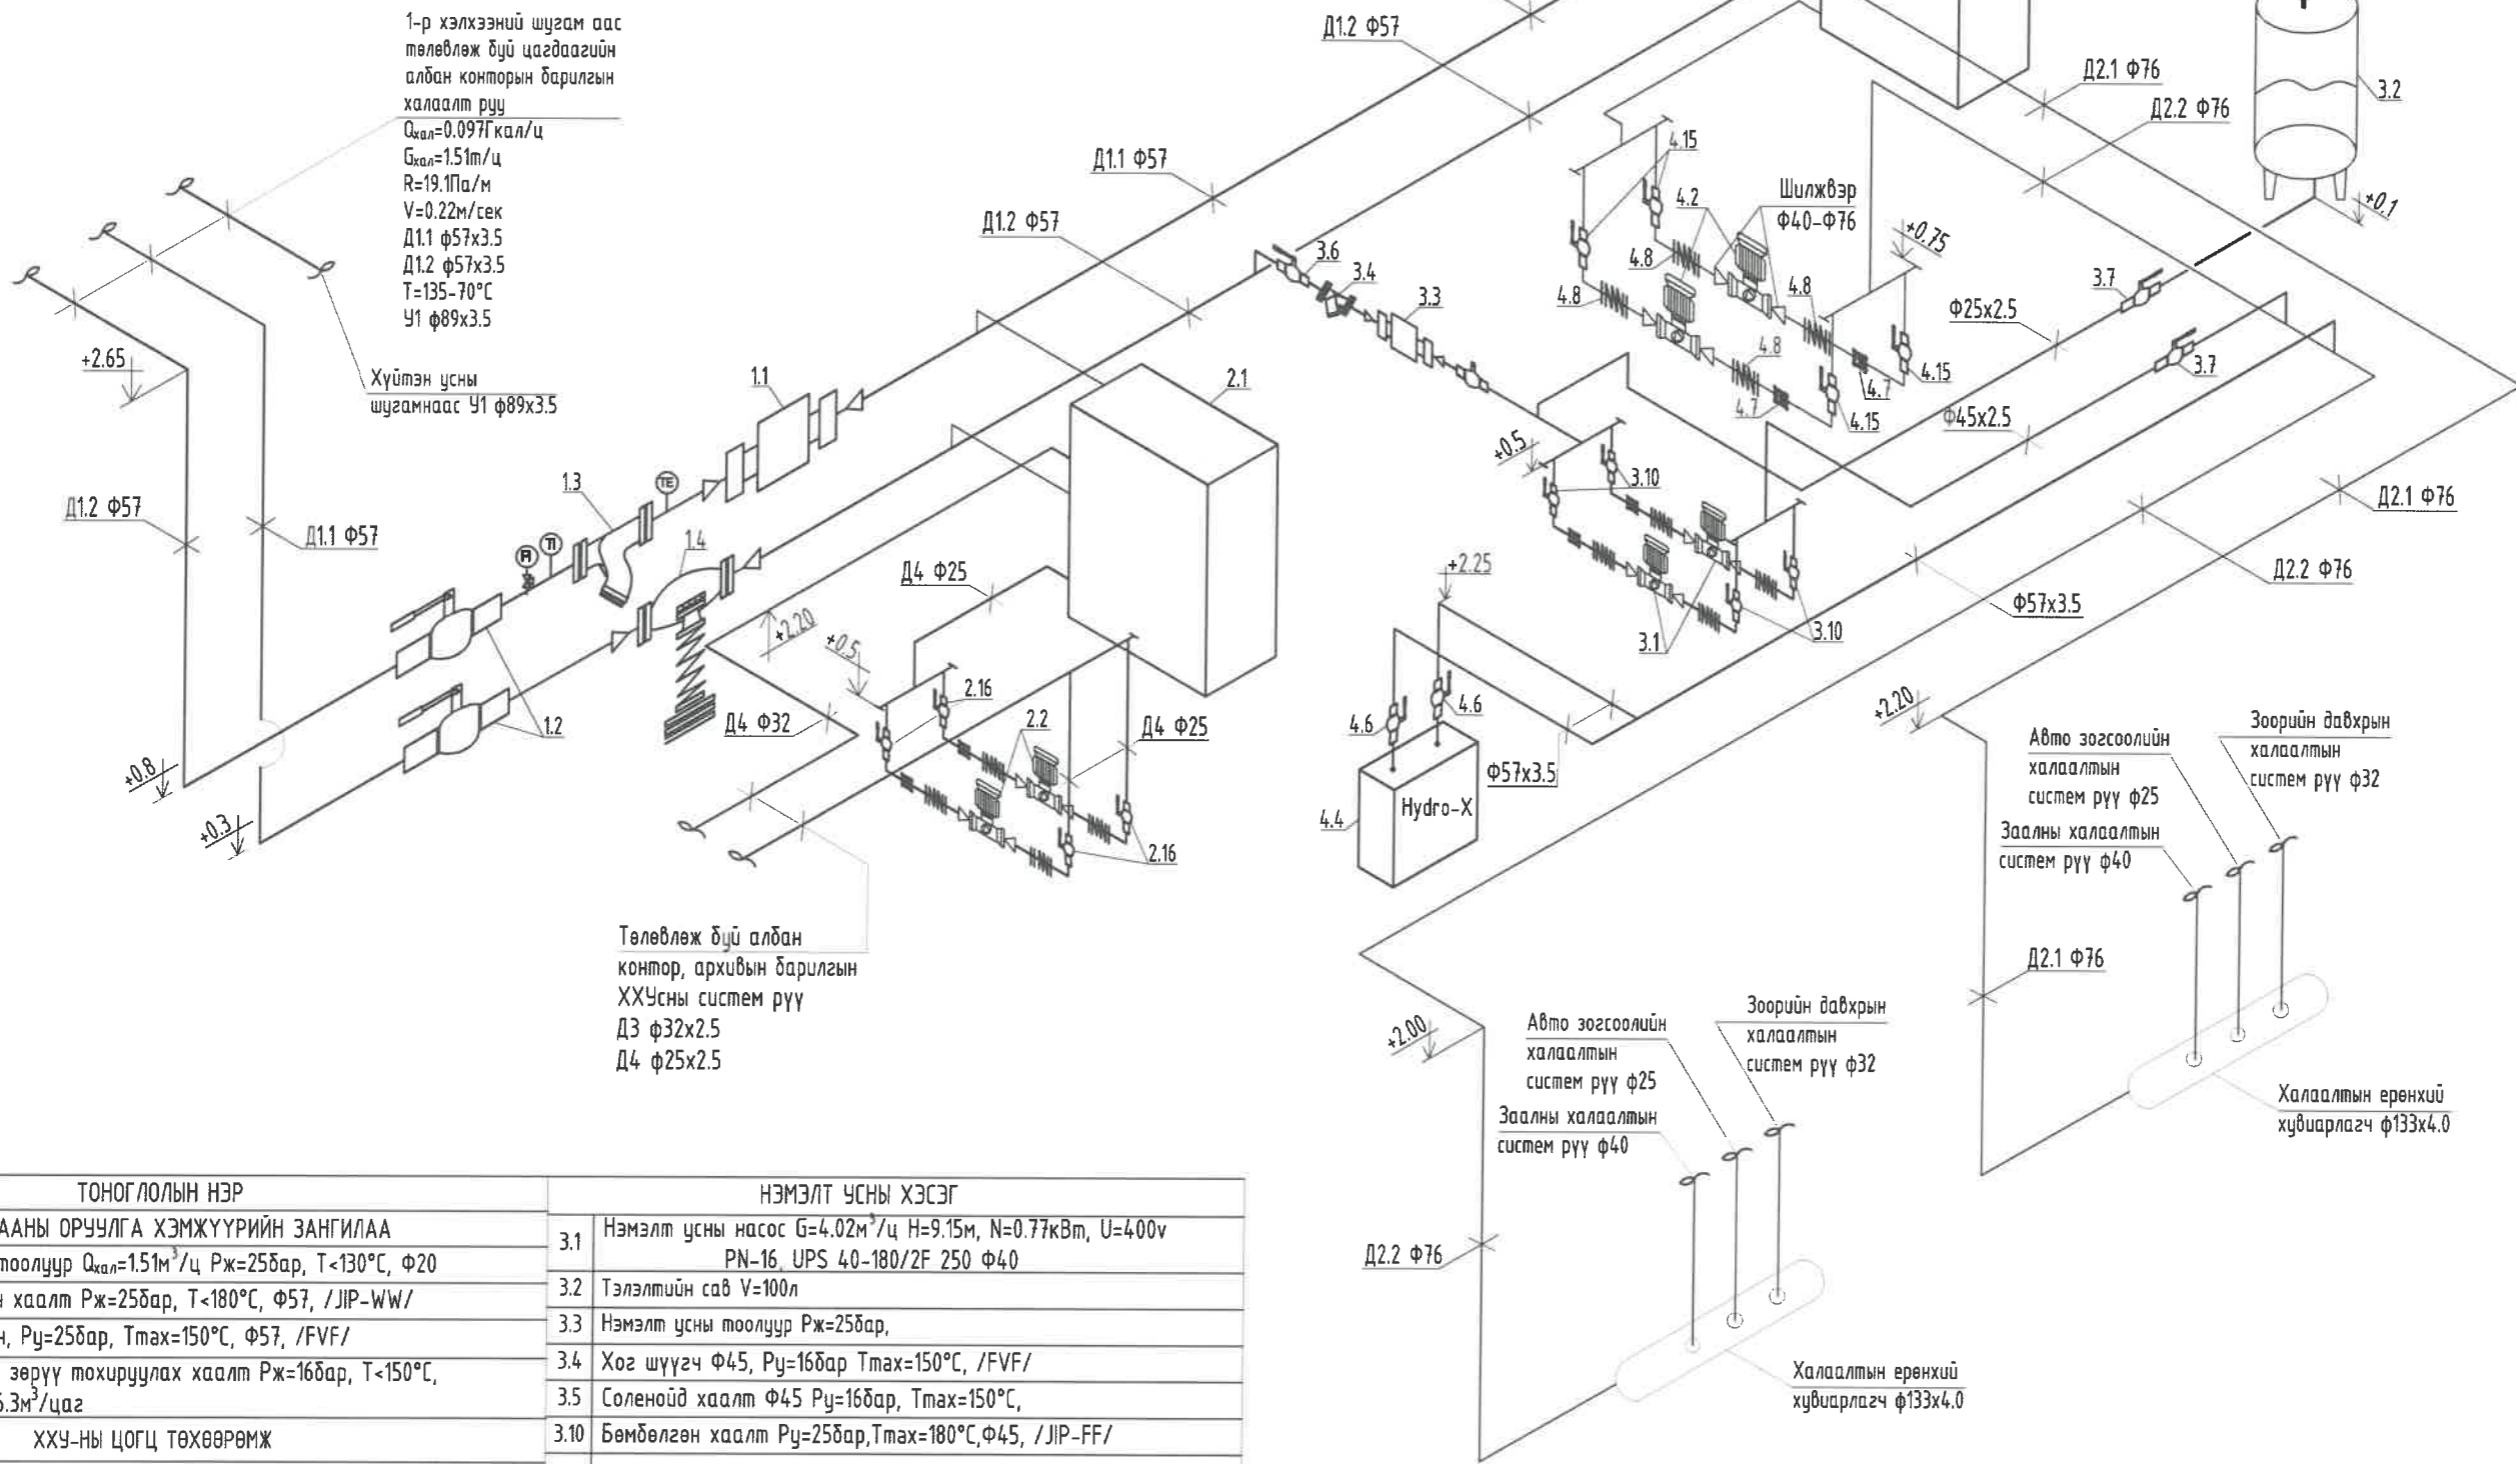 1-р хэлхээний шугам аас
төлөвлөж буй цагдаагийн
албан конторын барилгын
халаалт руу
Qхал=0.097Гкал/ц
Gхал=1.51т/ц
R=19.1Па/м
V=0.22м/сек
Д1.1 ф57х3.5
Д1.2 ф57х3.5
Т=135-70°C
У1 ф89х3.5
Хүйтэн усны
шугамнаас У1 ф89х3.5
+2.65
Д1.2 Ф57
Д1.1 Ф57
+0.8
+0.3
1.2
PI
TI
1.3
TE
1.4
1.1
2.1
Д1.2 Ф57
Д1.1 Ф57
Д1.2 Ф57
Д4 Ф25
+2.20
+0.5
2.16
2.2
Д4 Ф32
Д4 Ф25
2.16
Төлөвлөж буй албан
контор, архивын барилгын
ХХУсны систем рүү
Д3 ф32х2.5
Д4 ф25х2.5
3.6
3.4
3.3
4.15
4.2
Шилжвэр
Ф40-Ф76
4.8
4.8
4.8
4.8
+0.75
4.7
4.7
4.15
4.15
Д2.1 Ф76
Д2.2 Ф76
3.2
+0.1
3.7
Ф25х2.5
3.7
Ф45х2.5
+0.5
3.10
3.1
3.10
+2.25
4.6
4.6
4.4
Hydro-X
Ф57х3.5
Ф57х3.5
Д2.1 Ф76
Д2.2 Ф76
+2.20
Авто зогсоолийн
халаалтын
систем рүү ф25
Зоорийн давхрын
халаалтын
систем рүү ф32
Заалны халаалтын
систем рүү ф40
Д2.1 Ф76
Халаалтын ерөнхий
хувиарлагч ф133х4.0
+2.00
Авто зогсоолийн
халаалтын
систем рүү ф25
Зоорийн давхрын
халаалтын
систем рүү ф32
Заалны халаалтын
систем рүү ф40
Д2.2 Ф76
Халаалтын ерөнхий
хувиарлагч ф133х4.0
ТОНОГЛОЛЫН НЭР
ААНЫ ОРУУЛГА ХЭМЖҮҮРИЙН ЗАНГИЛАА
тоолуур Qхал=1.51м³/ц Рж=25бар, Т<130°C, Ф20
хаалт Рж=25бар, Т<180°C, Ф57, /JIP-WW/
Ру=25бар, Tmax=150°C, Ф57, /FVF/
зөрүү тохируулах хаалт Рж=16бар, Т<150°C,
6.3м³/цаг
ХХУ-НЫ ЦОГЦ ТӨХӨӨРӨМЖ
НЭМЭЛТ УСНЫ ХЭСЭГ
3.1 Нэмэлт усны насос G=4.02м³/ц Н=9.15м, N=0.77кВт, U=400v
PN-16, UPS 40-180/2F 250 Ф40
3.2 Тэлэлтийн сав V=100л
3.3 Нэмэлт усны тоолуур Рж=25бар,
3.4 Хог шүүгч Ф45, Ру=16бар Tmax=150°C, /FVF/
3.5 Соленойд хаалт Ф45 Ру=16бар, Tmax=150°C,
3.10 Бөмбөлгөн хаалт Ру=25бар,Tmax=180°C,Ф45, /JIP-FF/